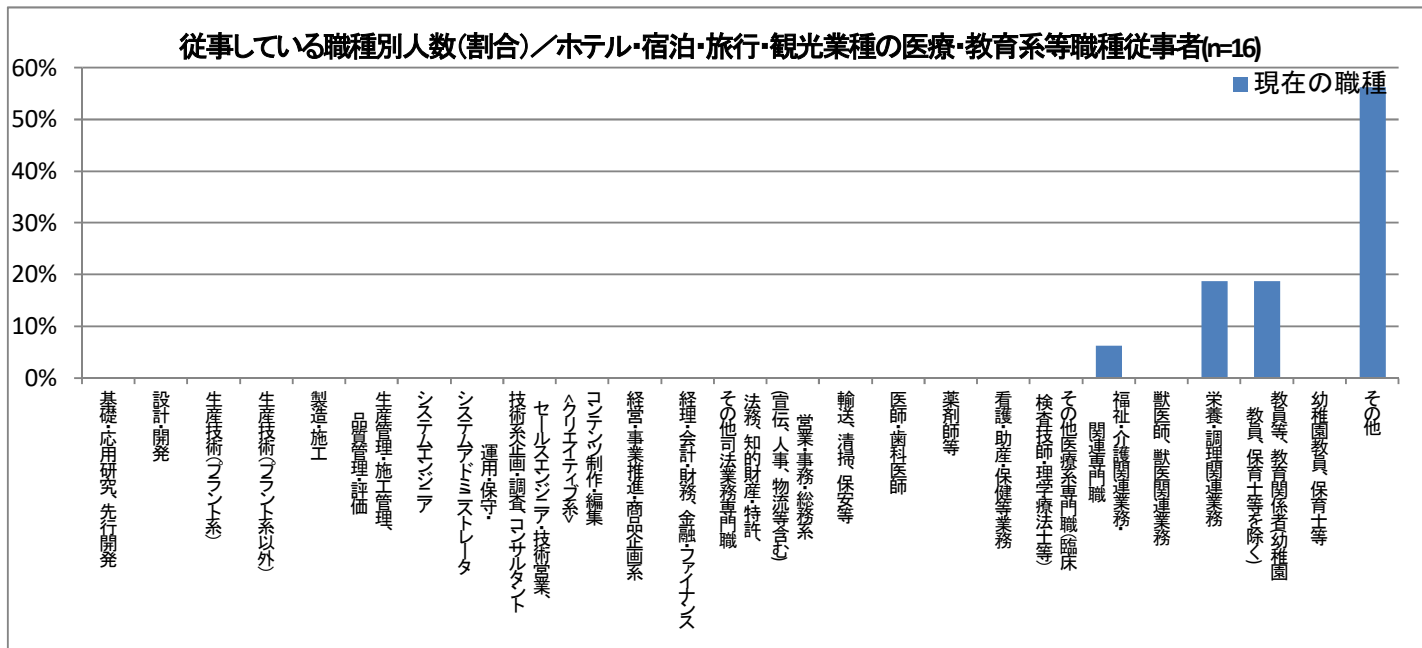 従事している職種別人数(割合)／ホテル・宿泊・旅行・観光業種の医療・教育系等職種従事者(n=16)
現在の職種
60%
50%
40%
30%
20%
10%
0%
基礎・応用研究、先行開発
設計・開発
生産技術(プラント系)
生産技術(プラント系以外)
製造・施工
生産管理・施工管理、
品質管理・評価
システムエンジニア
システムアドミニストレータ
運用・保守・
技術系企画・調査、コンサルタント
セールスエンジニア・技術営業、
コンテンツ制作・編集
<クリエイティブ系>
経営・事業推進・商品企画系
経理・会計・財務、金融・ファイナンス
法務、知的財産・特許、
その他司法業務専門職
営業・事務・総務系
(宣伝、人事、物流等含む)
輸送、清掃、保安等
医師・歯科医師
薬剤師等
看護・助産・保健等業務
その他医療系専門職(臨床
検査技師・理学療法士等)
福祉・介護関連業務・
関連専門職
獣医師、獣医関連業務
栄養・調理関連業務
教員等、教育関係者幼稚園
教員、保育士等を除く)
幼稚園教員、保育士等
その他